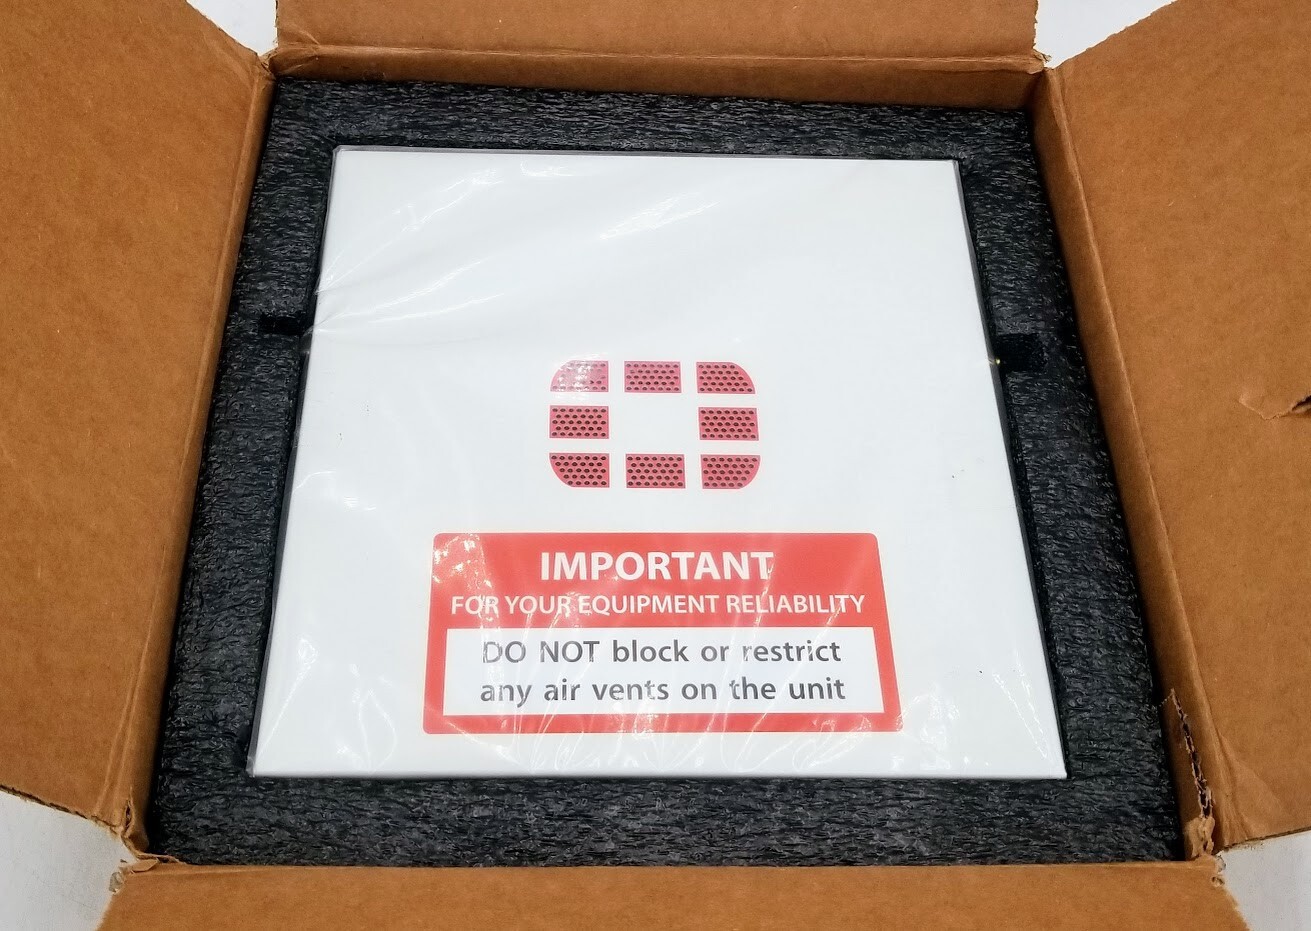 IMPORTANT
FOR YOUR EQUIPMENT RELIABILITY
DO NOT block or restrict
any air vents on the unit